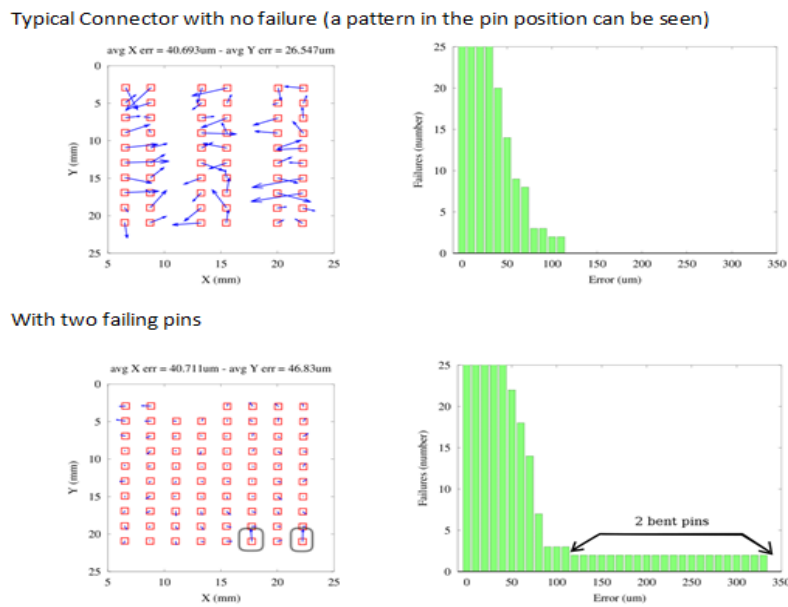 Typical Connector with no failure (a pattern in the pin position can be seen)
avg X err = 40.693um - avg Y err = 26.547um
0
5
10
15
20
25
Y (mm)
5 10 15 20 25
X (mm)
25
20
15
10
5
0
Failures (number)
0 50 100 150 200 250 300 350
Error (um)
With two failing pins
avg X err = 40.711um - avg Y err = 46.83um
0
5
10
15
20
25
Y (mm)
5 10 15 20 25
X (mm)
25
20
15
10
5
0
Failures (number)
2 bent pins
0 50 100 150 200 250 300 350
Error (um)